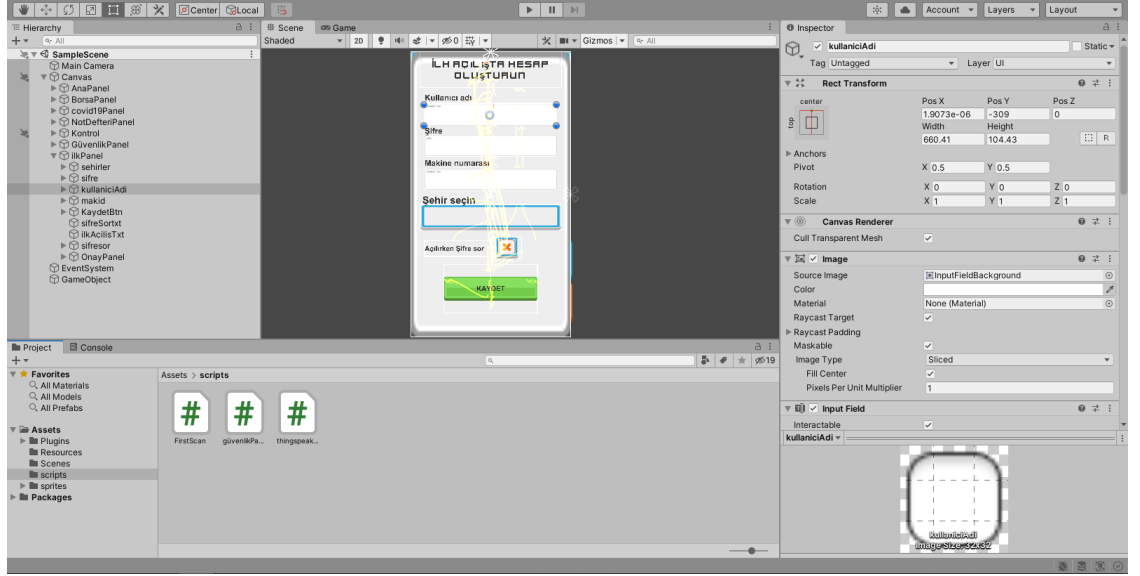 Center Local
Account Layers Layout
Hierarchy
All
SampleScene
Main Camera
Canvas
AnaPanel
BorsaPanel
covid19Panel
NotDefteriPanel
Kontrol
GüvenlikPanel
ilkPanel
sehirler
sifre
kullaniciAdi
makid
KaydetBtn
sifreSortxt
ilkAcilisTxt
sifresor
OnayPanel
EventSystem
GameObject
Scene Game
Shaded 2D 0 Gizmos All
İLK AÇILIŞTA HESAP
OLUŞTURUN
Kullanıcı adı
Şifre
Makine numarası
Şehir seçin
Açılırken Şifre sor
KAYDET
Inspector
kullaniciAdi Static
Tag Untagged Layer UI
Rect Transform
center Pos X Pos Y Pos Z
top 1.9073e-06 -309 0
Width Height
660.41 104.43 R
Anchors
Pivot X 0.5 Y 0.5
Rotation X 0 Y 0 Z 0
Scale X 1 Y 1 Z 1
Canvas Renderer
Cull Transparent Mesh
Image
Source Image InputFieldBackground
Color
Material None (Material)
Raycast Target
Raycast Padding
Maskable
Image Type Sliced
Fill Center
Pixels Per Unit Multiplier 1
Input Field
Interactable
kullaniciAdi
kullaniciAdi
Image Size: 32x32
Project Console
19
Favorites
All Materials
All Models
All Prefabs
Assets
Plugins
Resources
Scenes
scripts
sprites
Packages
Assets > scripts
FirstScan güvenlikPa... thingspeak...